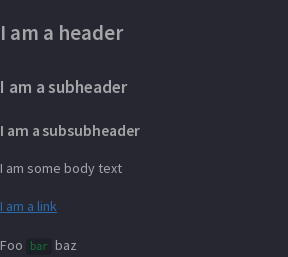 I am a header
I am a subheader
I am a subsubheader
I am some body text
I am a link
Foo bar baz